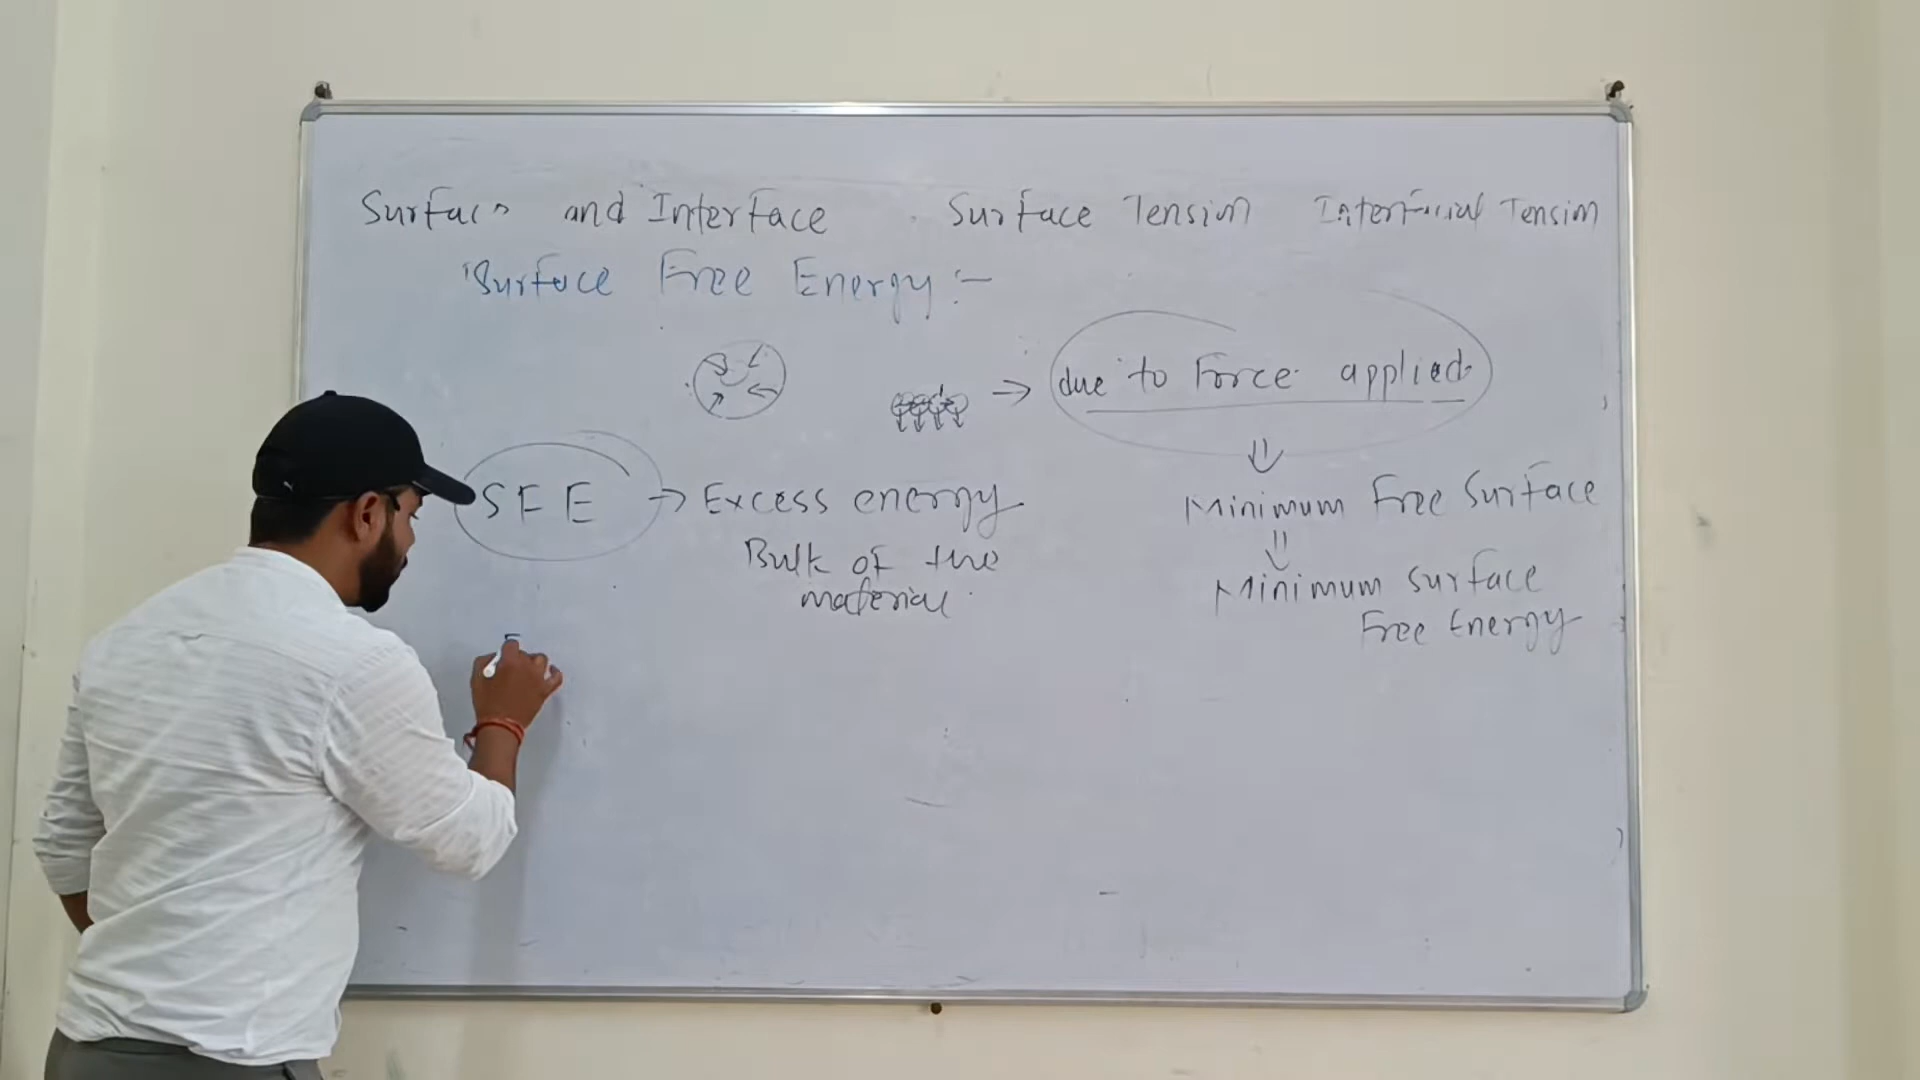 Surface and Interface Surface Tension Interfacial Tension
Surface Free Energy :-
→ due to Force applied
⇓
SFE → Excess energy
Bulk of the
material
Minimum Free Surface
⇓
Minimum surface
Free Energy